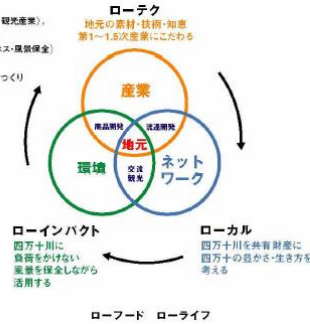 ローテク
地元の素材・技術・知恵
第1〜1.5次産業にこだわる
観光産業)、
ス・風景保全)
づくり
産業
商品開発
流通開発
地元
環境
交流
観光
ネット
ワーク
ローインパクト
四万十川に
負荷をかけない
風景を保全しながら
活用する
ローカル
四万十川を共有財産に
四万十の豊かさ・生き方を
考える
ローフード ローライフ